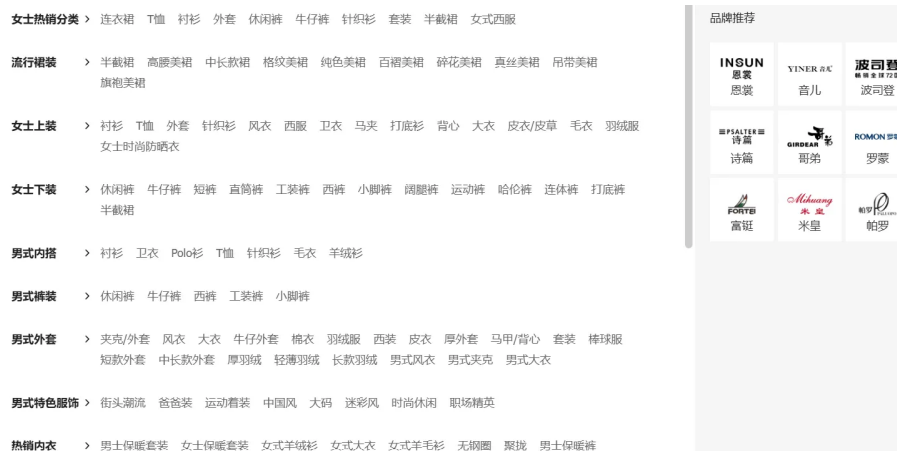 女士热销分类 > 连衣裙 T恤 衬衫 外套 休闲裤 牛仔裤 针织衫 套装 半截裙 女式西服
流行裙装 > 半截裙 高腰美裙 中长款裙 格纹美裙 纯色美裙 百褶美裙 碎花美裙 真丝美裙 吊带美裙
旗袍美裙
女士上装 > 衬衫 T恤 外套 针织衫 风衣 西服 卫衣 马夹 打底衫 背心 大衣 皮衣/皮草 毛衣 羽绒服
女士时尚防晒衣
女士下装 > 休闲裤 牛仔裤 短裤 直筒裤 工装裤 西裤 小脚裤 阔腿裤 运动裤 哈伦裤 连体裤 打底裤
半截裙
男式内搭 > 衬衫 卫衣 Polo衫 T恤 针织衫 毛衣 羊绒衫
男式裤装 > 休闲裤 牛仔裤 西裤 工装裤 小脚裤
男式外套 > 夹克/外套 风衣 大衣 牛仔外套 棉衣 羽绒服 西装 皮衣 厚外套 马甲/背心 套装 棒球服
短款外套 中长款外套 厚羽绒 轻薄羽绒 长款羽绒 男式风衣 男式夹克 男式大衣
男式特色服饰 > 街头潮流 爸爸装 运动着装 中国风 大码 迷彩风 时尚休闲 职场精英
热销内衣 > 男士保暖套装 女士保暖套装 女式羊绒衫 女式大衣 女式羊毛衫 无钢圈 聚拢 男士保暖裤
品牌推荐
INSUN YINER 音儿 波司登
恩裳
恩裳 音儿 波司登
PSALTER 哥弟 ROMON
诗篇 GIRDEAR
诗篇 哥弟 罗蒙
FORTEI Mihuang 帕罗
米皇
富铤 米皇 帕罗